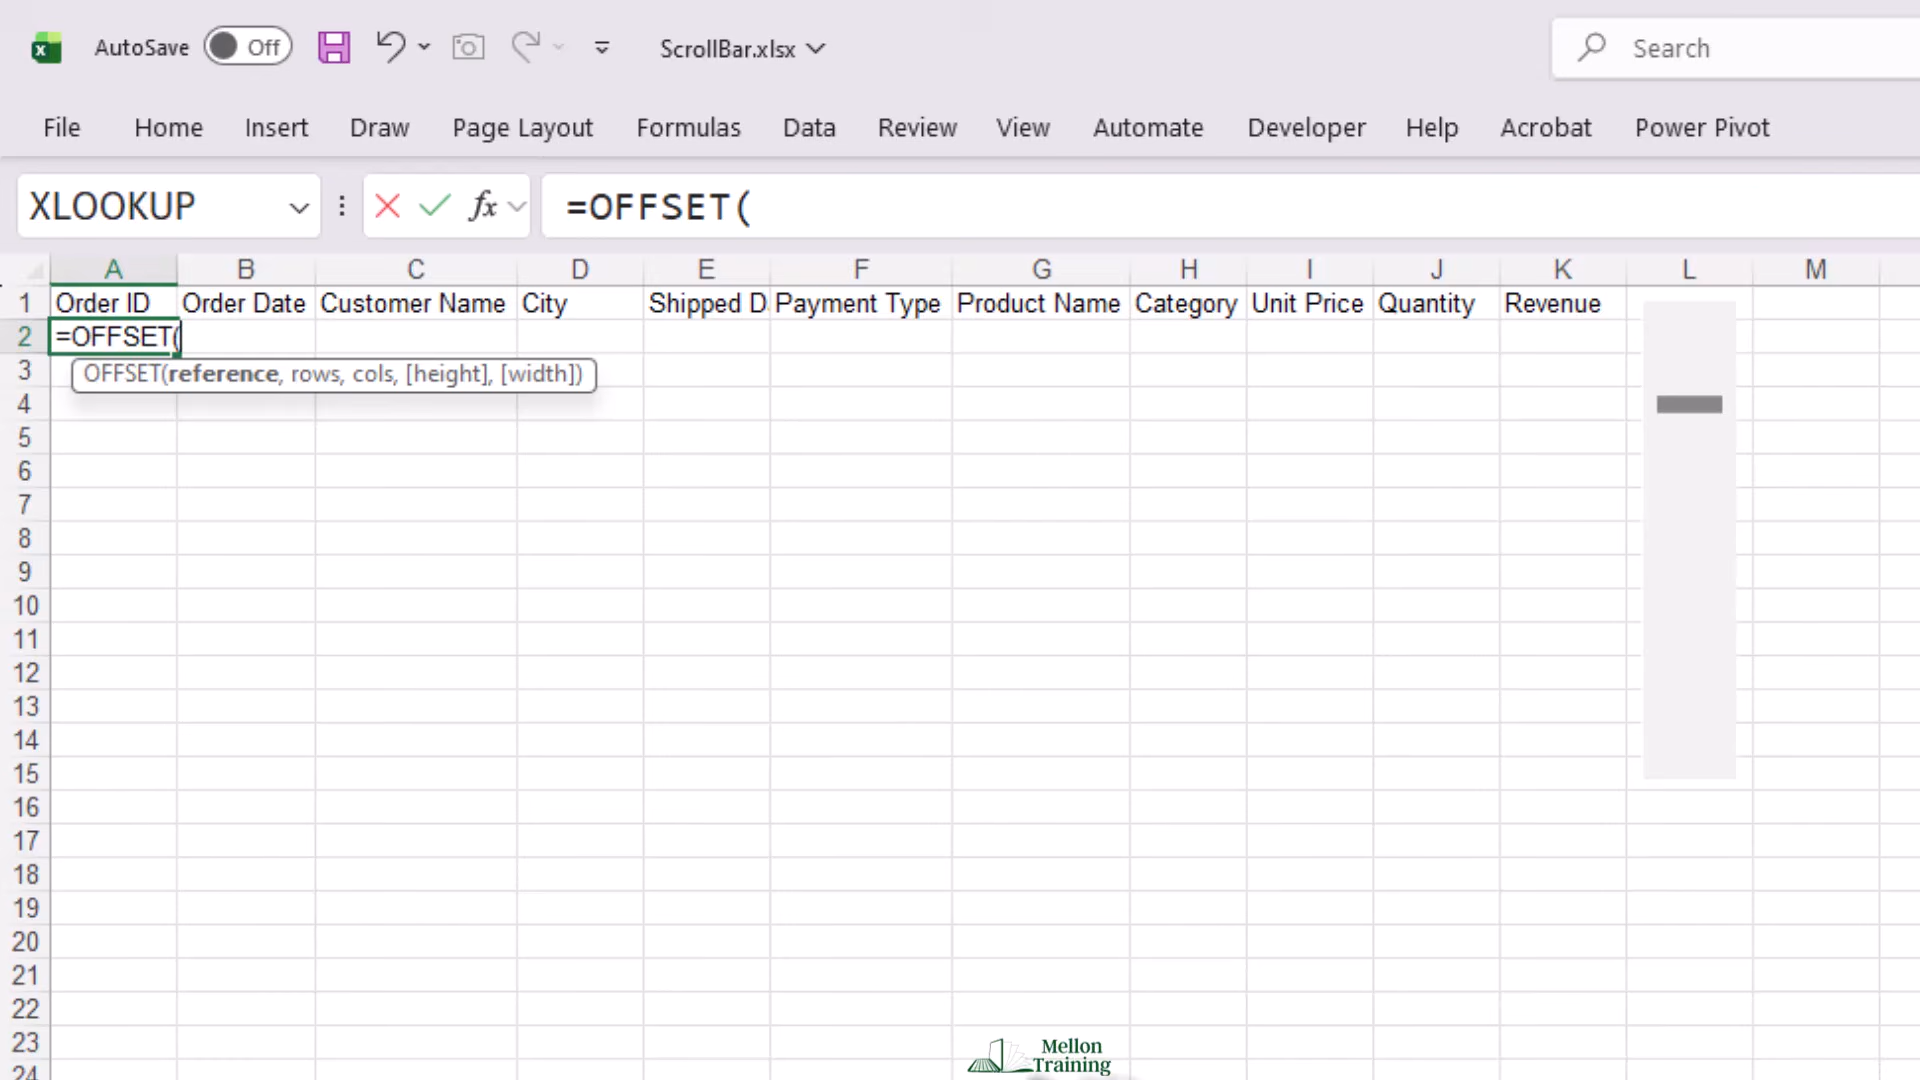 AutoSave Off ScrollBar.xlsx Search
File Home Insert Draw Page Layout Formulas Data Review View Automate Developer Help Acrobat Power Pivot
XLOOKUP fx =OFFSET(
A B C D E F G H I J K L M
1 Order ID Order Date Customer Name City Shipped D Payment Type Product Name Category Unit Price Quantity Revenue
2 =OFFSET(
3 OFFSET(reference, rows, cols, [height], [width])
4
5
6
7
8
9
10
11
12
13
14
15
16
17
18
19
20
21
22
23
24
Mellon
Training